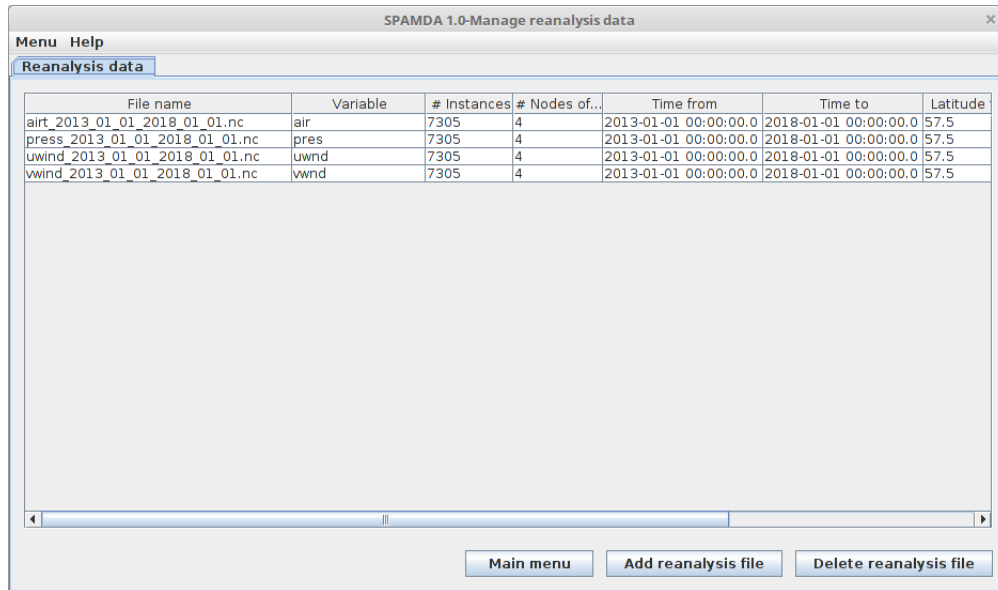 SPAMDA 1.0-Manage reanalysis data
Menu Help
Reanalysis data
File name Variable # Instances # Nodes of... Time from Time to Latitude
airt_2013_01_01_2018_01_01.nc air 7305 4 2013-01-01 00:00:00.0 2018-01-01 00:00:00.0 57.5
press_2013_01_01_2018_01_01.nc pres 7305 4 2013-01-01 00:00:00.0 2018-01-01 00:00:00.0 57.5
uwind_2013_01_01_2018_01_01.nc uwnd 7305 4 2013-01-01 00:00:00.0 2018-01-01 00:00:00.0 57.5
vwind_2013_01_01_2018_01_01.nc vwnd 7305 4 2013-01-01 00:00:00.0 2018-01-01 00:00:00.0 57.5
Main menu Add reanalysis file Delete reanalysis file